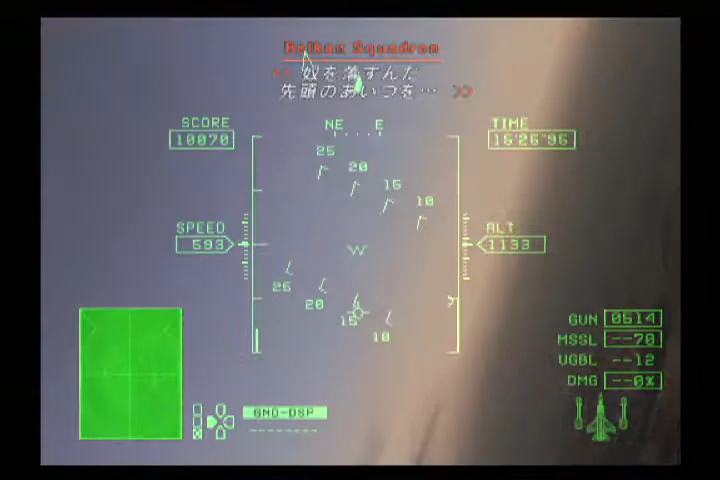 Belkan Squadron
<< 奴を落すんだ
先頭のあいつを… >>
NE E
SCORE
10070
TIME
15'26"95
25
20
15
10
SPEED
593
ALT
1133
W
25
20
15
10
GUN 0514
MSSL --70
UGBL --12
DMG --0%
GND-DSP